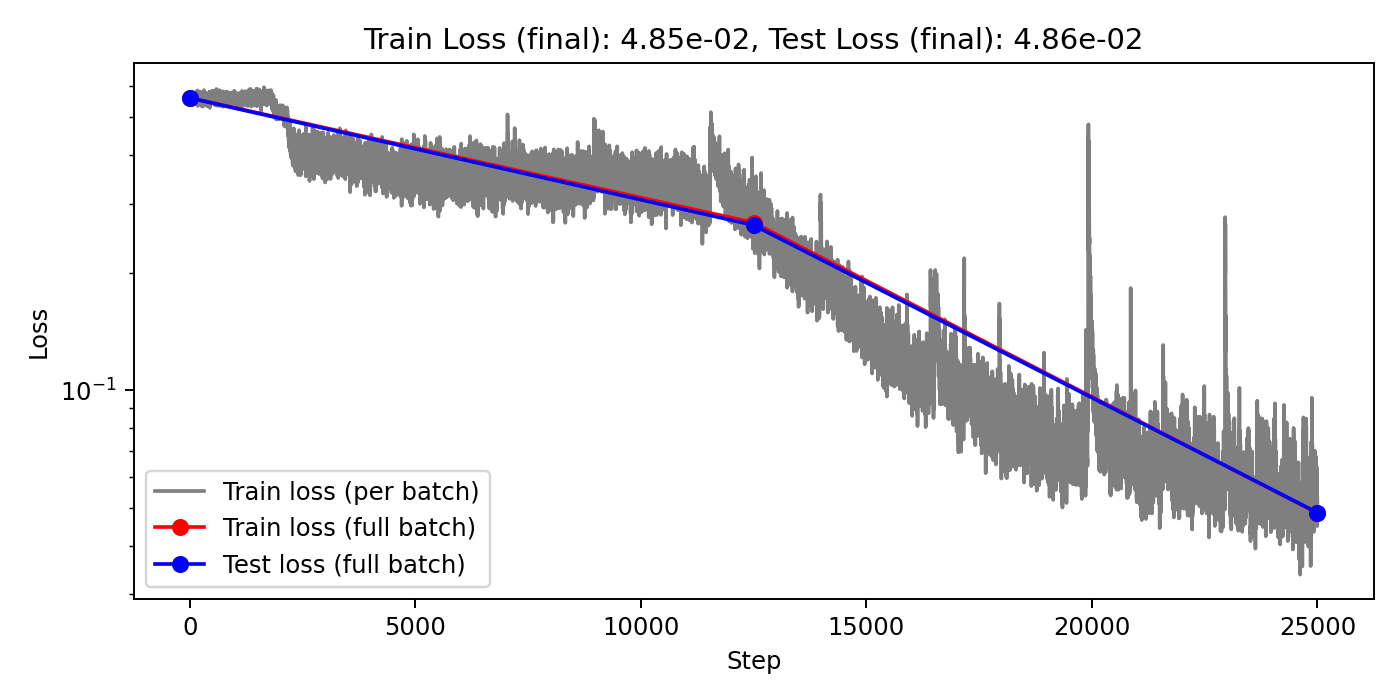 Train Loss (final): 4.85e-02, Test Loss (final): 4.86e-02
Loss
10⁻¹
Train loss (per batch)
Train loss (full batch)
Test loss (full batch)
0 5000 10000 15000 20000 25000
Step